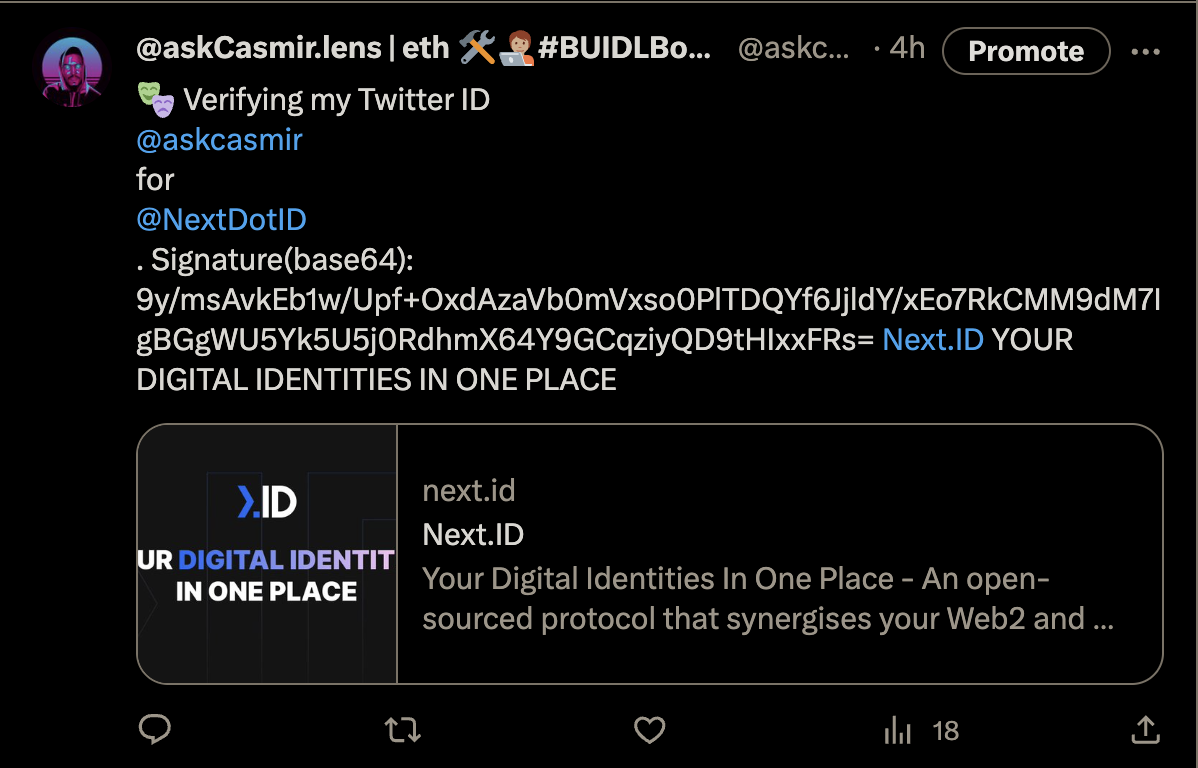 @askCasmir.lens | eth 🛠️🧑🏽‍💻#BUIDLBo... @askc... · 4h Promote ...
🎭 Verifying my Twitter ID
@askcasmir
for
@NextDotID
. Signature(base64):
9y/msAvkEb1w/Upf+OxdAzaVb0mVxso0PlTDQYf6JjldY/xEo7RkCMM9dM7l
gBGgWU5Yk5U5j0RdhmX64Y9GCqziyQD9tHIxxFRs= Next.ID YOUR
DIGITAL IDENTITIES IN ONE PLACE
.ID
UR DIGITAL IDENTIT
IN ONE PLACE
next.id
Next.ID
Your Digital Identities In One Place - An open-
sourced protocol that synergises your Web2 and ...
18